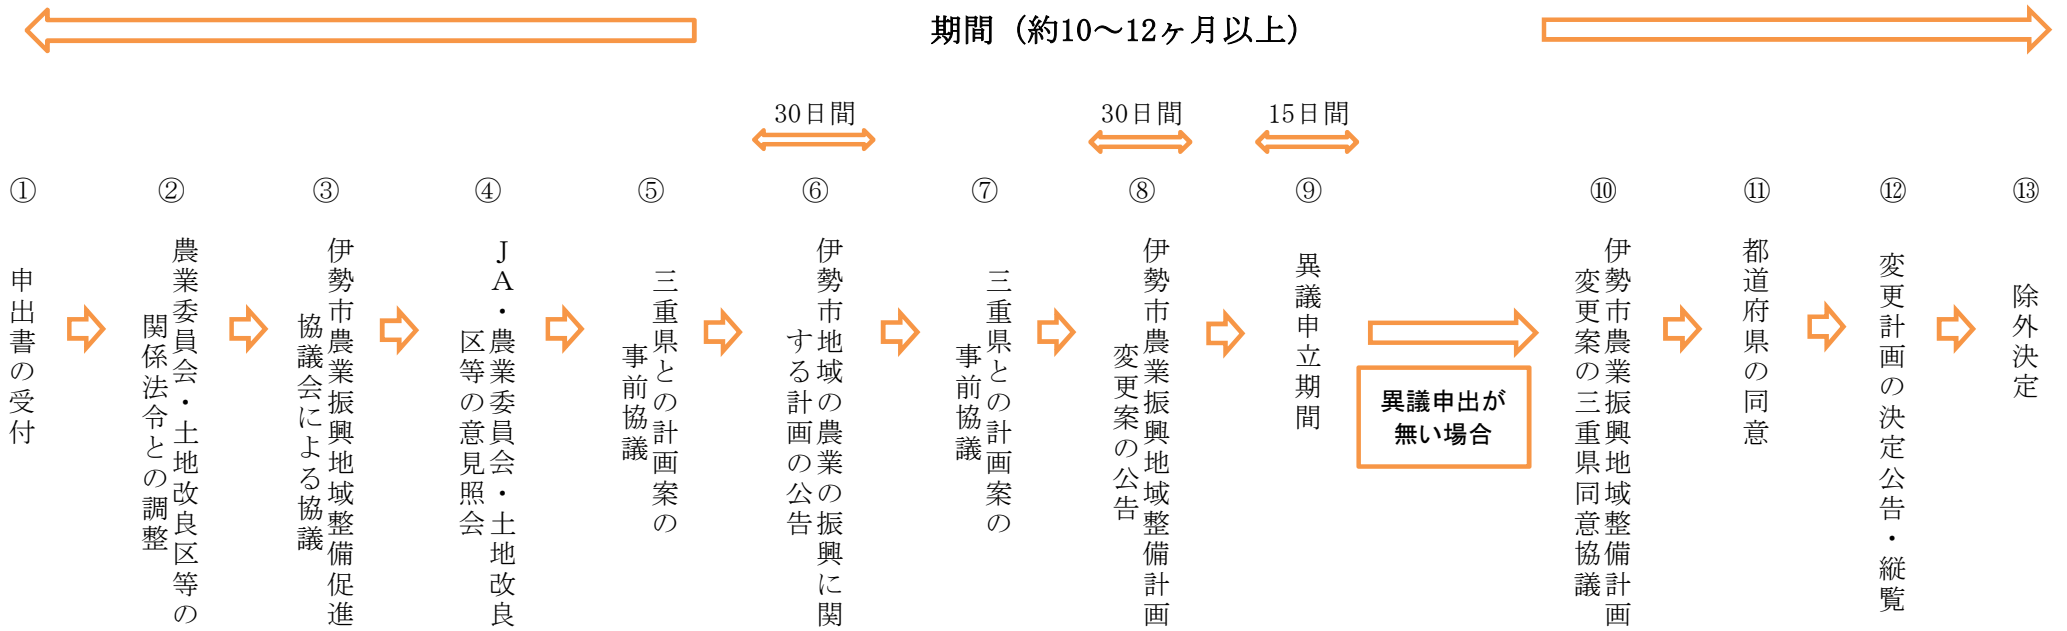 期間（約10～12ヶ月以上）
30日間
30日間
15日間
①
申出書の受付
②
農業委員会・土地改良区等の
関係法令との調整
③
伊勢市農業振興地域整備促進
協議会による協議
④
ＪＡ・農業委員会・土地改良
区等の意見照会
⑤
三重県との計画案の
事前協議
⑥
伊勢市地域の農業の振興に関
する計画の公告
⑦
三重県との計画案の
事前協議
⑧
伊勢市農業振興地域整備計画
変更案の公告
⑨
異議申立期間
異議申出が
無い場合
⑩
伊勢市農業振興地域整備計画
変更案の三重県同意協議
⑪
都道府県の同意
⑫
変更計画の決定公告・縦覧
⑬
除外決定